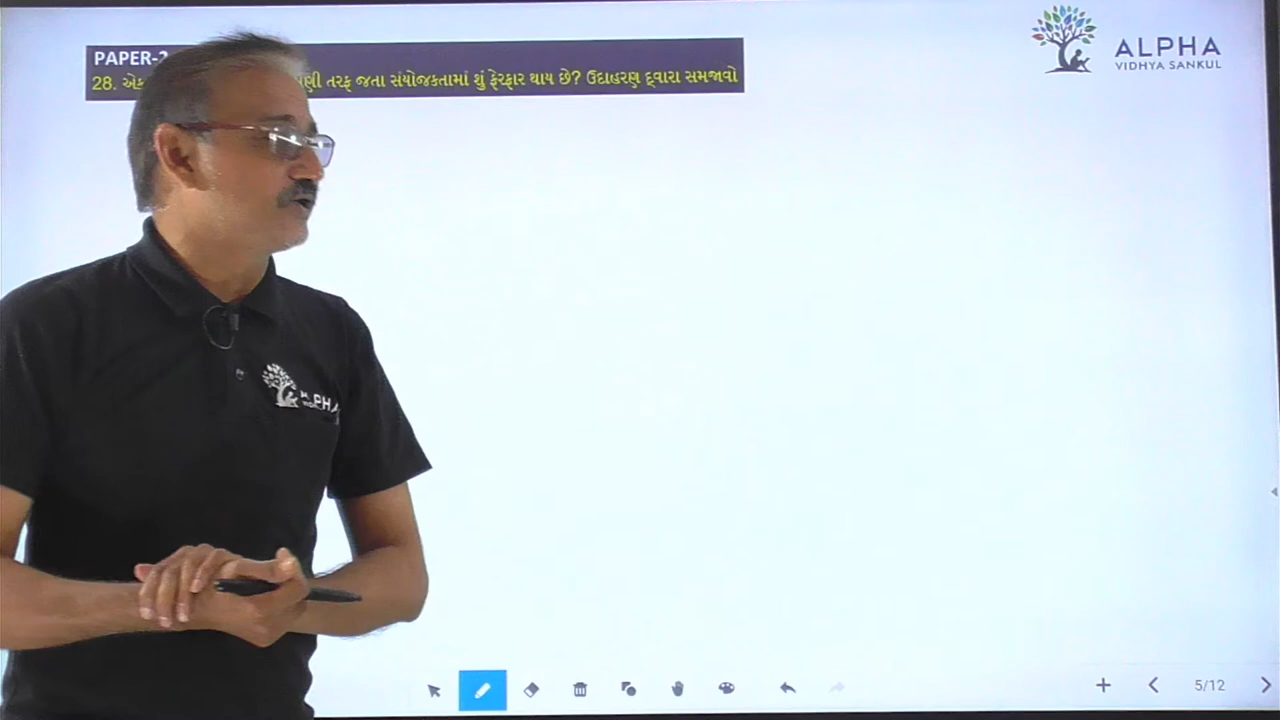 PAPER-2
28. તરફ જતા સંયોજકતામાં શું ફેરફાર થાય છે? ઉદાહરણ દ્વારા સમજાવો
ALPHA
VIDHYA SANKUL
5/12